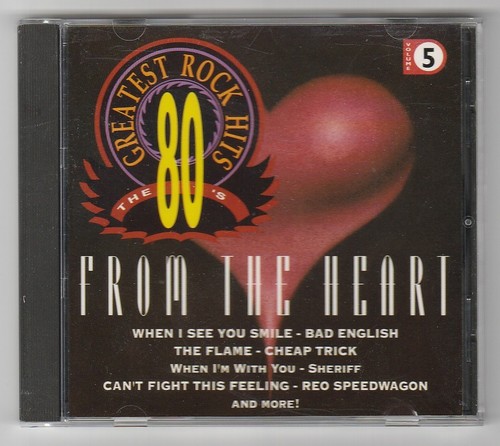 VOLUME 5
GREATEST ROCK HITS
THE 80'S
FROM THE HEART
WHEN I SEE YOU SMILE - BAD ENGLISH
THE FLAME - CHEAP TRICK
WHEN I'M WITH YOU - SHERIFF
CAN'T FIGHT THIS FEELING - REO SPEEDWAGON
AND MORE!